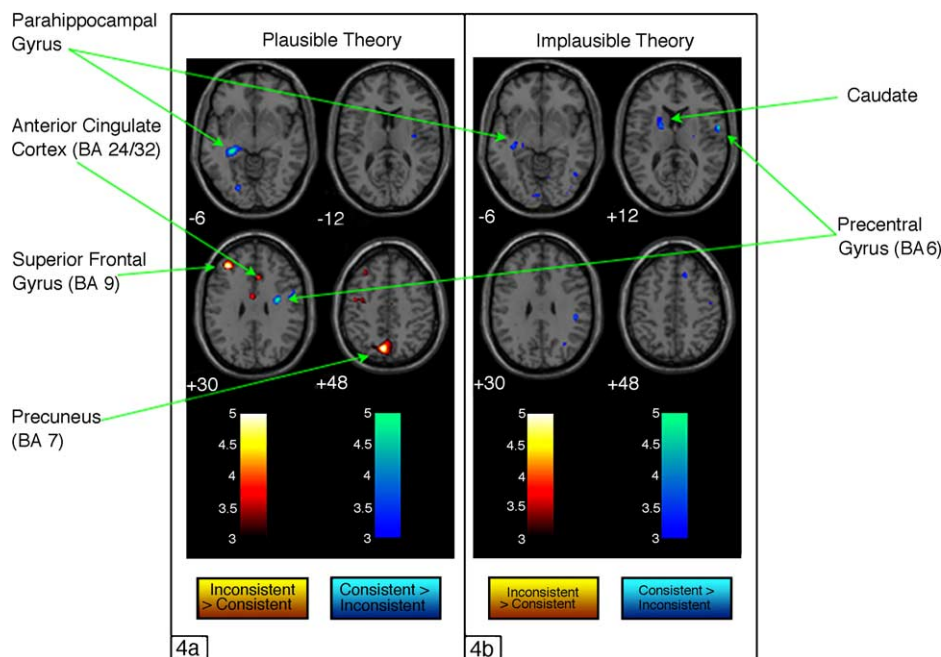 Parahippocampal
Gyrus
Anterior Cingulate
Cortex (BA 24/32)
Superior Frontal
Gyrus (BA 9)
Precuneus
(BA 7)
Plausible Theory
-6
-12
+30
+48
5
4.5
4
3.5
3
5
4.5
4
3.5
3
Inconsistent
> Consistent
Consistent >
Inconsistent
4a
Implausible Theory
-6
+12
+30
+48
5
4.5
4
3.5
3
5
4.5
4
3.5
3
Inconsistent
> Consistent
Consistent >
Inconsistent
4b
Caudate
Precentral
Gyrus (BA 6)